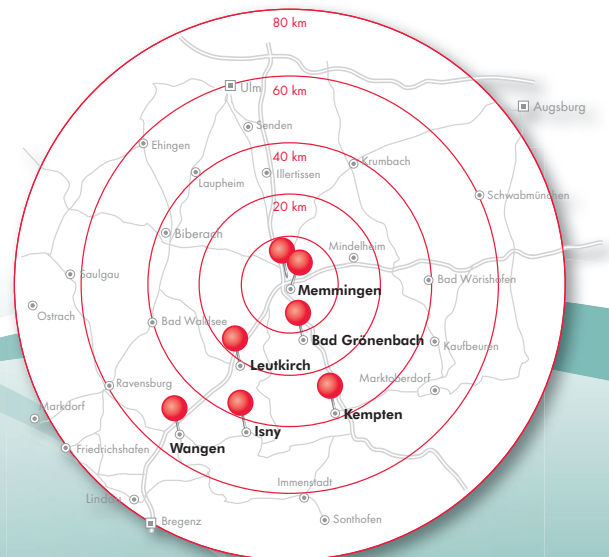 80 km
Ulm
60 km
Augsburg
Senden
Ehingen
40 km
Krumbach
Illertissen
Laupheim
Schwabmünchen
20 km
Biberach
Mindelheim
Saulgau
Bad Wörishofen
Memmingen
Ostrach
Bad Waldsee
Bad Grönenbach
Kaufbeuren
Leutkirch
Ravensburg
Marktoberdorf
Markdorf
Kempten
Isny
Wangen
Friedrichshafen
Immenstadt
Lindau
Bregenz
Sonthofen